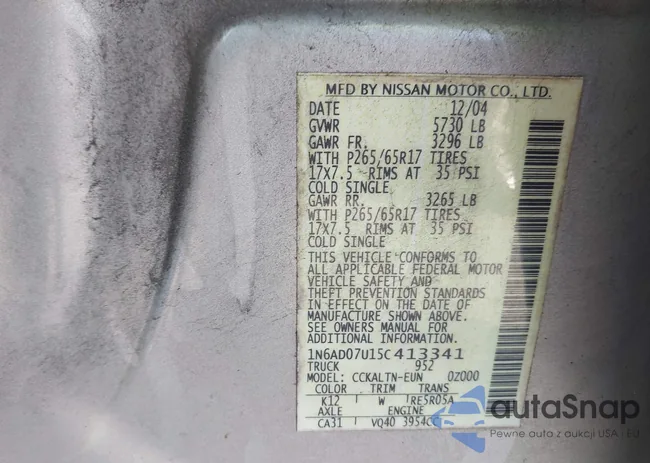 MFD BY NISSAN MOTOR CO., LTD.
DATE 12/04
GVWR 5730 LB
GAWR FR. 3296 LB
WITH P265/65R17 TIRES
17X7.5 RIMS AT 35 PSI
COLD SINGLE
GAWR RR. 3265 LB
WITH P265/65R17 TIRES
17X7.5 RIMS AT 35 PSI
COLD SINGLE
THIS VEHICLE CONFORMS TO
ALL APPLICABLE FEDERAL MOTOR
VEHICLE SAFETY AND
THEFT PREVENTION STANDARDS
IN EFFECT ON THE DATE OF
MANUFACTURE SHOWN ABOVE.
SEE OWNERS MANUAL FOR
ADDITIONAL INFORMATION.
1N6AD07U15C413341
TRUCK 952
MODEL: CCKALTN-EUN 0Z000
COLOR TRIM TRANS
K12 W RE5R05A
AXLE ENGINE
CA31 VQ40 3954CC
autoSnap
Pewne auto z aukcji USA i EU